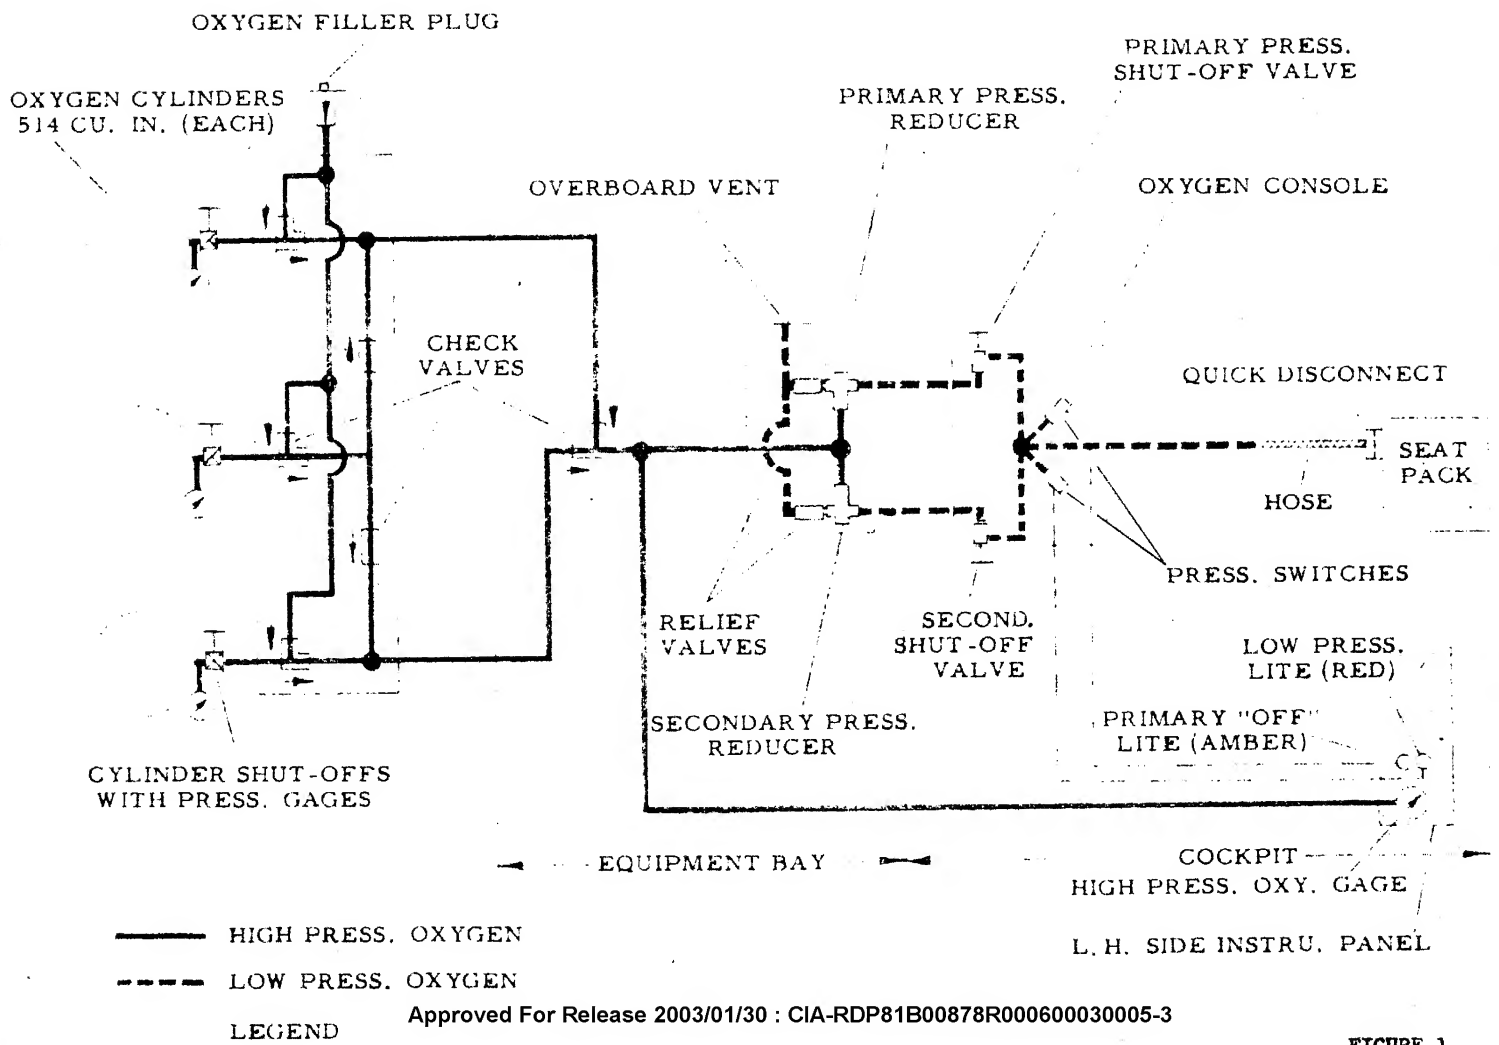 OXYGEN FILLER PLUG
PRIMARY PRESS.
SHUT-OFF VALVE
OXYGEN CYLINDERS
514 CU. IN. (EACH)
PRIMARY PRESS.
REDUCER
OVERBOARD VENT
OXYGEN CONSOLE
CHECK
VALVES
QUICK DISCONNECT
SEAT
PACK
HOSE
PRESS. SWITCHES
RELIEF
VALVES
SECOND.
SHUT-OFF
VALVE
LOW PRESS.
LITE (RED)
SECONDARY PRESS.
REDUCER
PRIMARY "OFF"
LITE (AMBER)
CYLINDER SHUT-OFFS
WITH PRESS. GAGES
EQUIPMENT BAY
COCKPIT
HIGH PRESS. OXY. GAGE
L. H. SIDE INSTRU. PANEL
HIGH PRESS. OXYGEN
LOW PRESS. OXYGEN
LEGEND
Approved For Release 2003/01/30 : CIA-RDP81B00878R000600030005-3
FIGURE 1